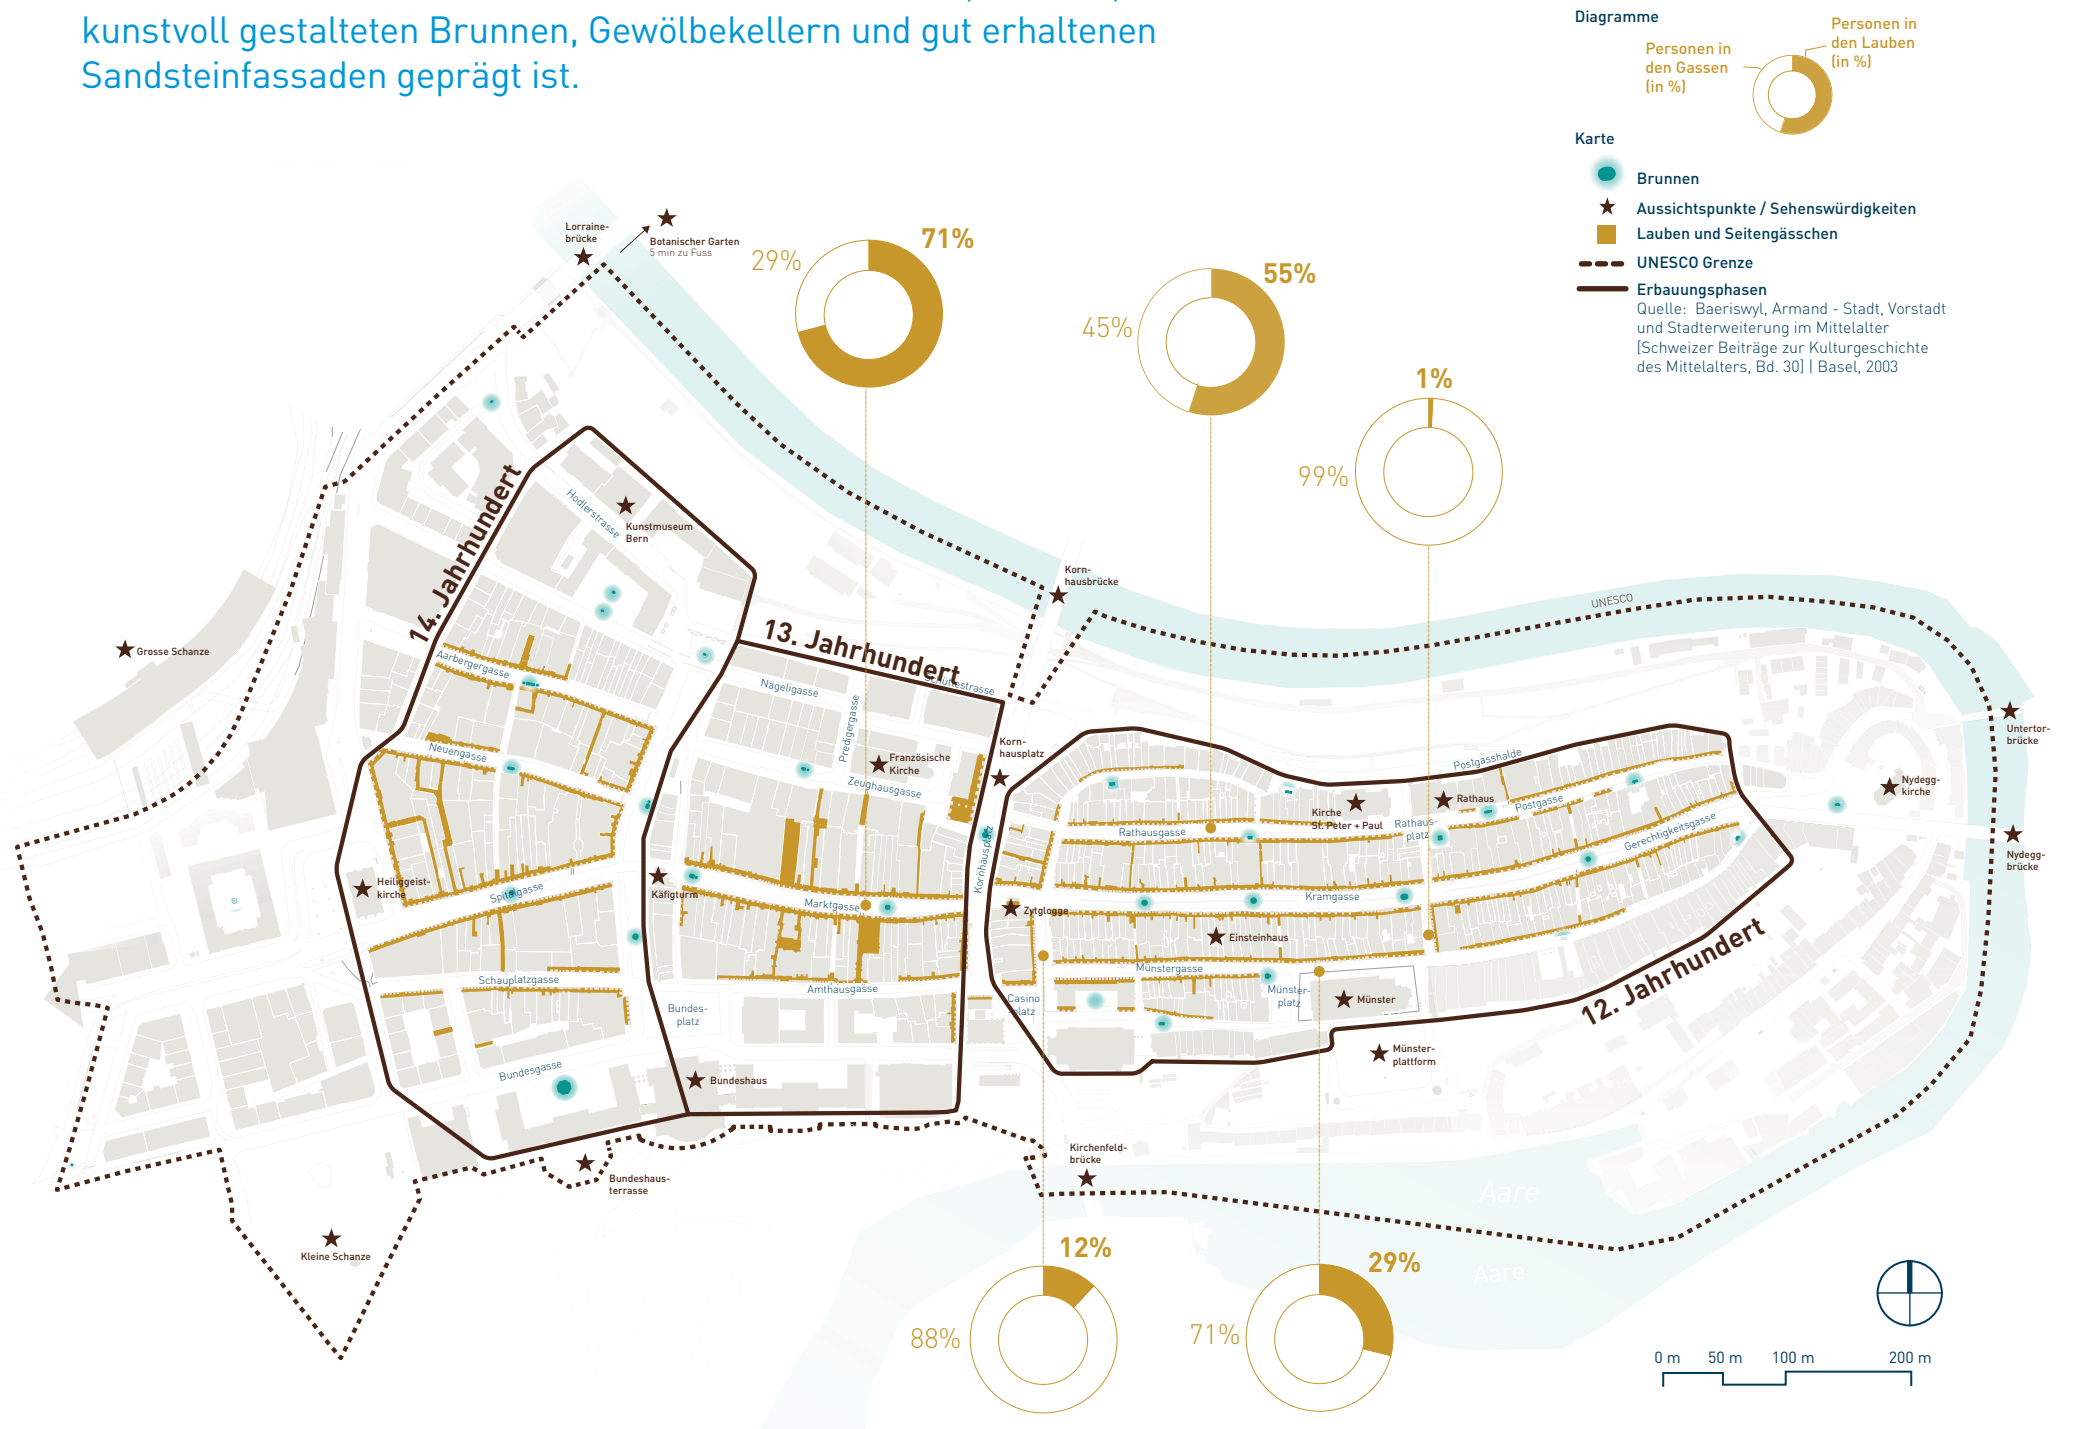 kunstvoll gestalteten Brunnen, Gewölbekellern und gut erhaltenen
Sandsteinfassaden geprägt ist.
Diagramme
Personen in
den Gassen
(in %)
Personen in
den Lauben
(in %)
Karte
Brunnen
Aussichtspunkte / Sehenswürdigkeiten
Lauben und Seitengässchen
UNESCO Grenze
Erbauungsphasen
Quelle: Baeriswyl, Armand - Stadt, Vorstadt
und Stadterweiterung im Mittelalter
[Schweizer Beiträge zur Kulturgeschichte
des Mittelalters, Bd. 30] | Basel, 2003
Lorraine-
brücke
Botanischer Garten
5 min zu Fuss
29%
71%
45%
55%
99%
1%
14. Jahrhundert
Hodlerstrasse
Kunstmuseum
Bern
Korn-
hausbrücke
UNESCO
Grosse Schanze
Aarbergergasse
13. Jahrhundert
Schüttestrasse
Nägeligasse
Predigergasse
Französische
Kirche
Zeughausgasse
Korn-
hausplatz
Kornhausplatz
Neuengasse
Postgasshalde
Untertor-
brücke
Nydegg-
kirche
Nydegg-
brücke
Kirche
St. Peter + Paul
Rathaus
Rathaus-
platz
Postgasse
Rathausgasse
Gerechtigkeitsgasse
Heiliggeist-
kirche
Spitalgasse
Käfigturm
Marktgasse
Zytglogge
Kramgasse
Einsteinhaus
Münstergasse
Schauplatzgasse
Amthausgasse
Bundes-
platz
Casino
platz
Münster-
platz
Münster
12. Jahrhundert
Münster-
plattform
Bundesgasse
Bundeshaus
Bundeshaus-
terrasse
Kirchenfeld-
brücke
Kleine Schanze
Aare
Aare
88%
12%
71%
29%
0 m
50 m
100 m
200 m